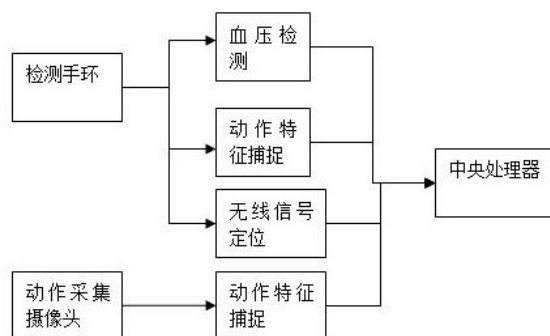 检测手环
血压检
测
动作特
征捕捉
无线信号
定位
中央处理器
动作采集
摄像头
动作特征
捕捉